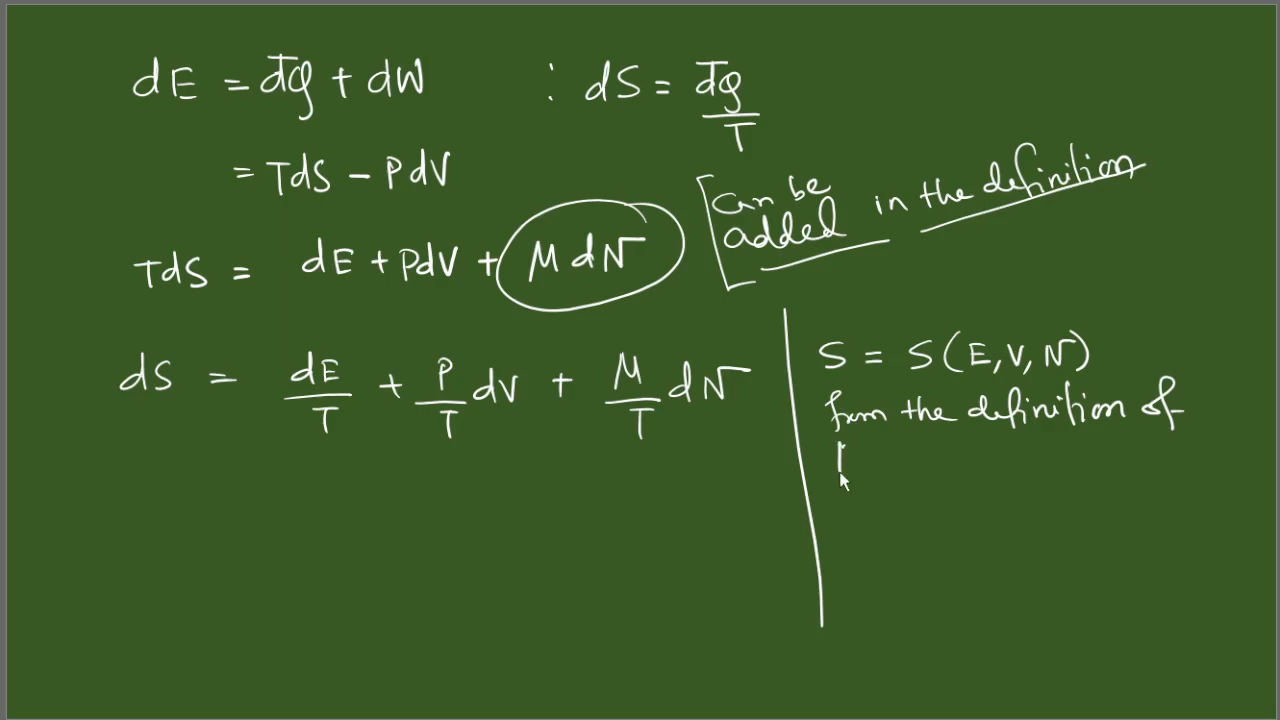 dE = đQ + dW : dS = đQ/T
= TdS - PdV
[Can be added in the definition
TdS = dE + PdV + μ dN
dS = dE/T + P/T dV + μ/T dN
S = S(E, V, N)
from the definition of